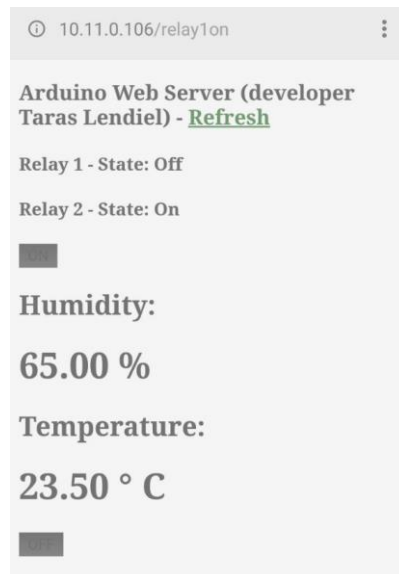 10.11.0.106/relay1on
Arduino Web Server (developer
Taras Lendiel) - Refresh
Relay 1 - State: Off
Relay 2 - State: On
ON
Humidity:
65.00 %
Temperature:
23.50 ° C
OFF